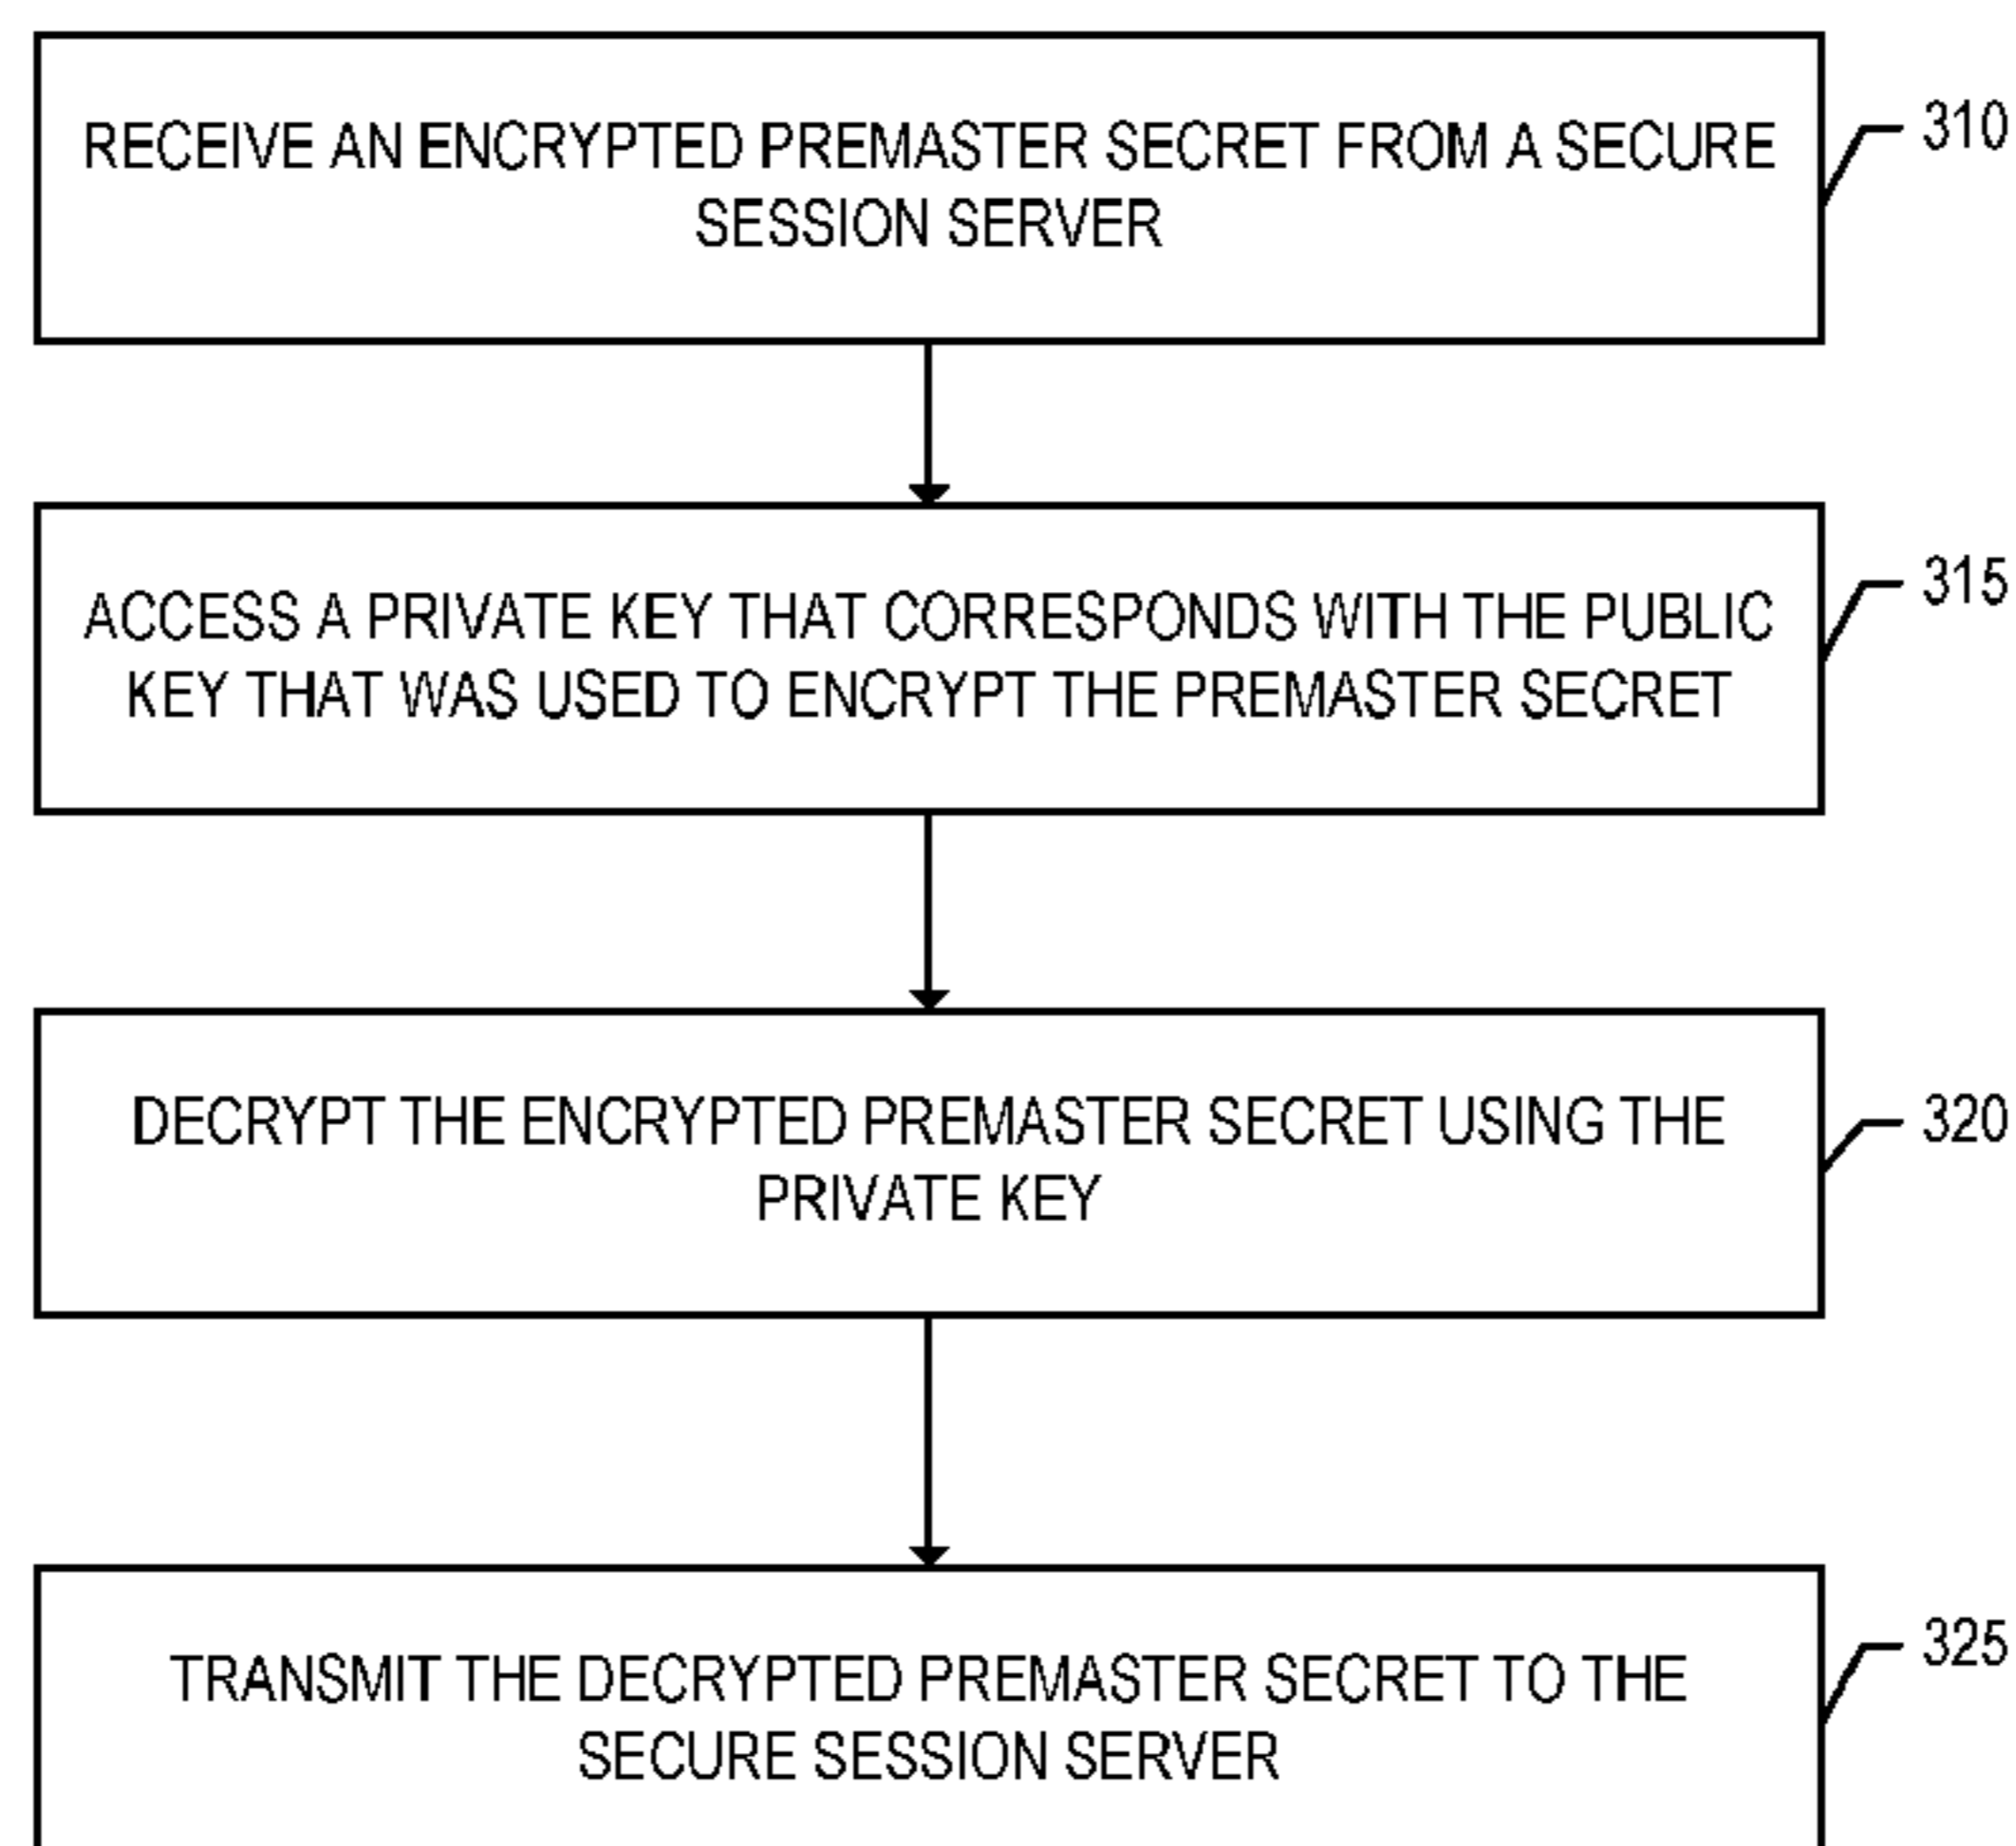 RECEIVE AN ENCRYPTED PREMASTER SECRET FROM A SECURE
SESSION SERVER
310
ACCESS A PRIVATE KEY THAT CORRESPONDS WITH THE PUBLIC
KEY THAT WAS USED TO ENCRYPT THE PREMASTER SECRET
315
DECRYPT THE ENCRYPTED PREMASTER SECRET USING THE
PRIVATE KEY
320
TRANSMIT THE DECRYPTED PREMASTER SECRET TO THE
SECURE SESSION SERVER
325